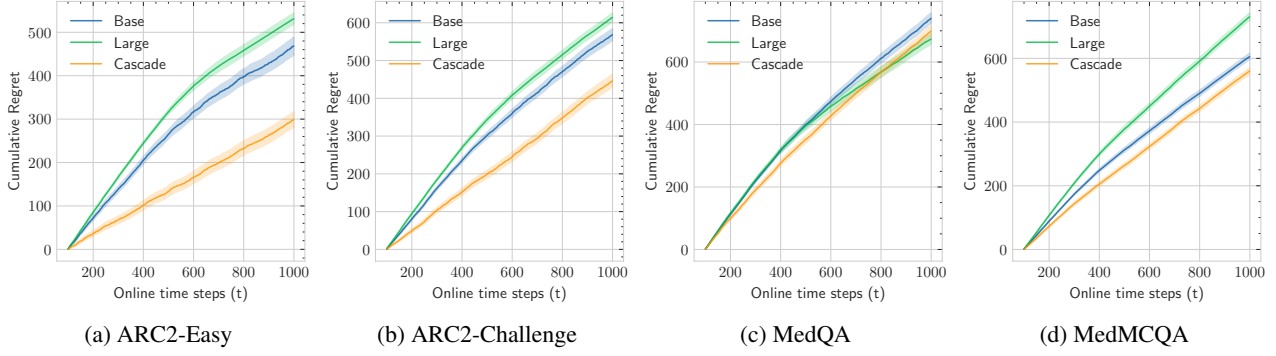 Cumulative Regret
500
400
300
200
100
0
Base
Large
Cascade
200 400 600 800 1000
Online time steps (t)
(a) ARC2-Easy
Cumulative Regret
600
500
400
300
200
100
0
Base
Large
Cascade
200 400 600 800 1000
Online time steps (t)
(b) ARC2-Challenge
Cumulative Regret
600
400
200
0
Base
Large
Cascade
200 400 600 800 1000
Online time steps (t)
(c) MedQA
Cumulative Regret
600
400
200
0
Base
Large
Cascade
200 400 600 800 1000
Online time steps (t)
(d) MedMCQA